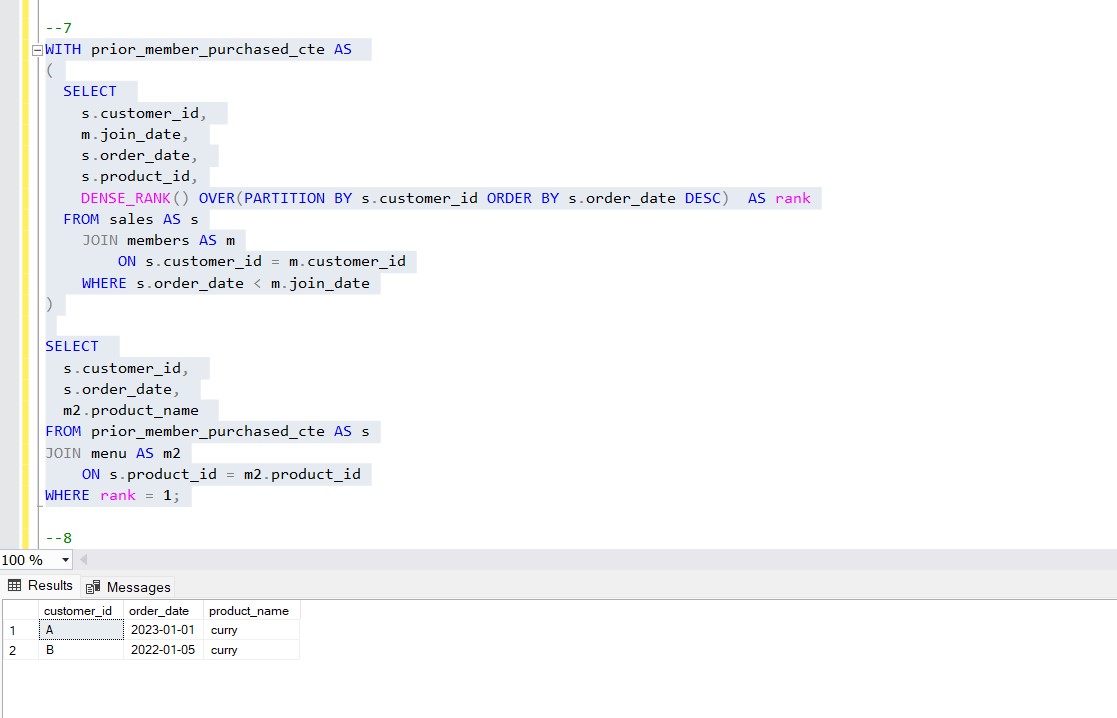 --7
WITH prior_member_purchased_cte AS
(
SELECT
s.customer_id,
m.join_date,
s.order_date,
s.product_id,
DENSE_RANK() OVER(PARTITION BY s.customer_id ORDER BY s.order_date DESC)  AS rank
FROM sales AS s
JOIN members AS m
ON s.customer_id = m.customer_id
WHERE s.order_date < m.join_date
)
SELECT
s.customer_id,
s.order_date,
m2.product_name
FROM prior_member_purchased_cte AS s
JOIN menu AS m2
ON s.product_id = m2.product_id
WHERE rank = 1;
--8
100 %
Results Messages
customer_id order_date product_name
1 A 2023-01-01 curry
2 B 2022-01-05 curry